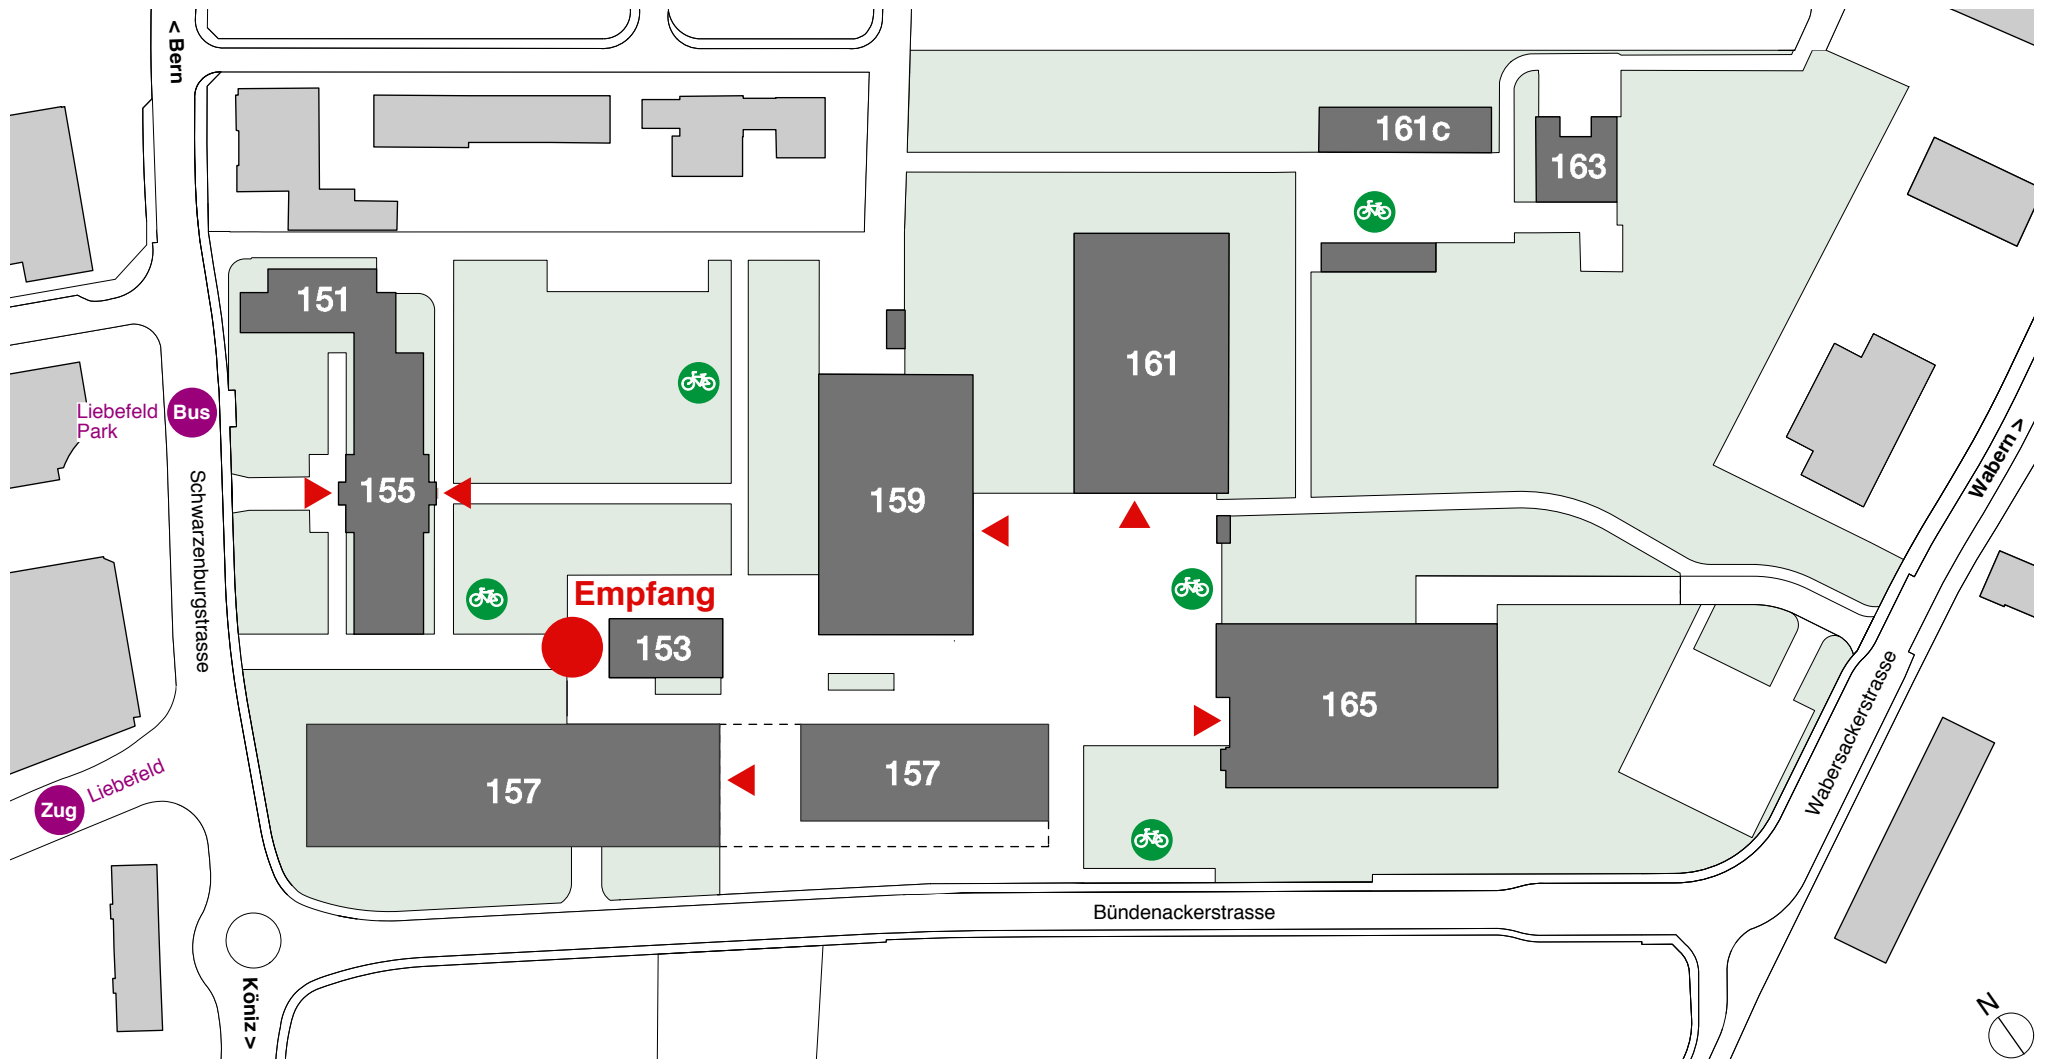 < Bern
161c
163
151
161
Liebefeld
Park
Bus
Wabern >
155
159
Schwarzenburgstrasse
Empfang
153
165
Wabersackerstrasse
157
157
Liebefeld
Zug
Bündenackerstrasse
Köniz >
N